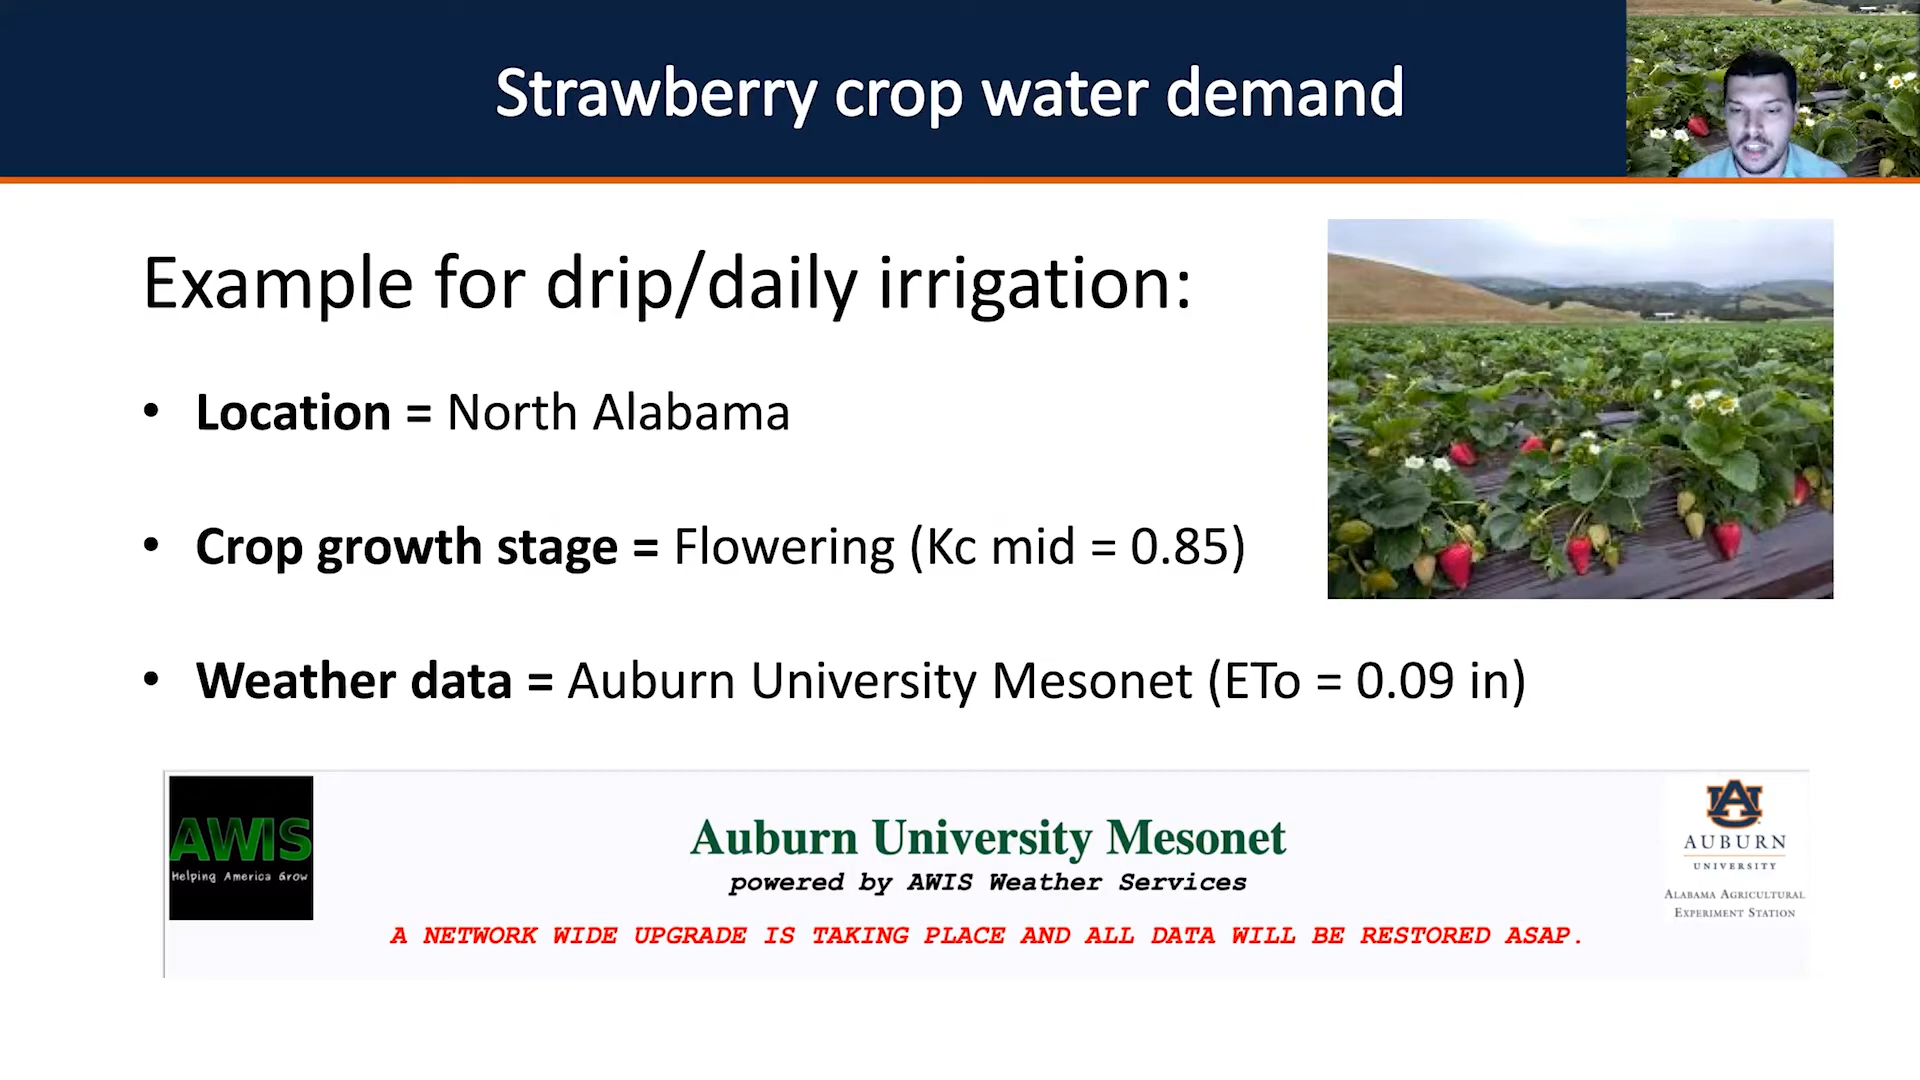 Strawberry crop water demand
Example for drip/daily irrigation:
• Location = North Alabama
• Crop growth stage = Flowering (Kc mid = 0.85)
• Weather data = Auburn University Mesonet (ETo = 0.09 in)
AWIS
Helping America Grow
Auburn University Mesonet
powered by AWIS Weather Services
A NETWORK WIDE UPGRADE IS TAKING PLACE AND ALL DATA WILL BE RESTORED ASAP.
AU
AUBURN
UNIVERSITY
ALABAMA AGRICULTURAL
EXPERIMENT STATION